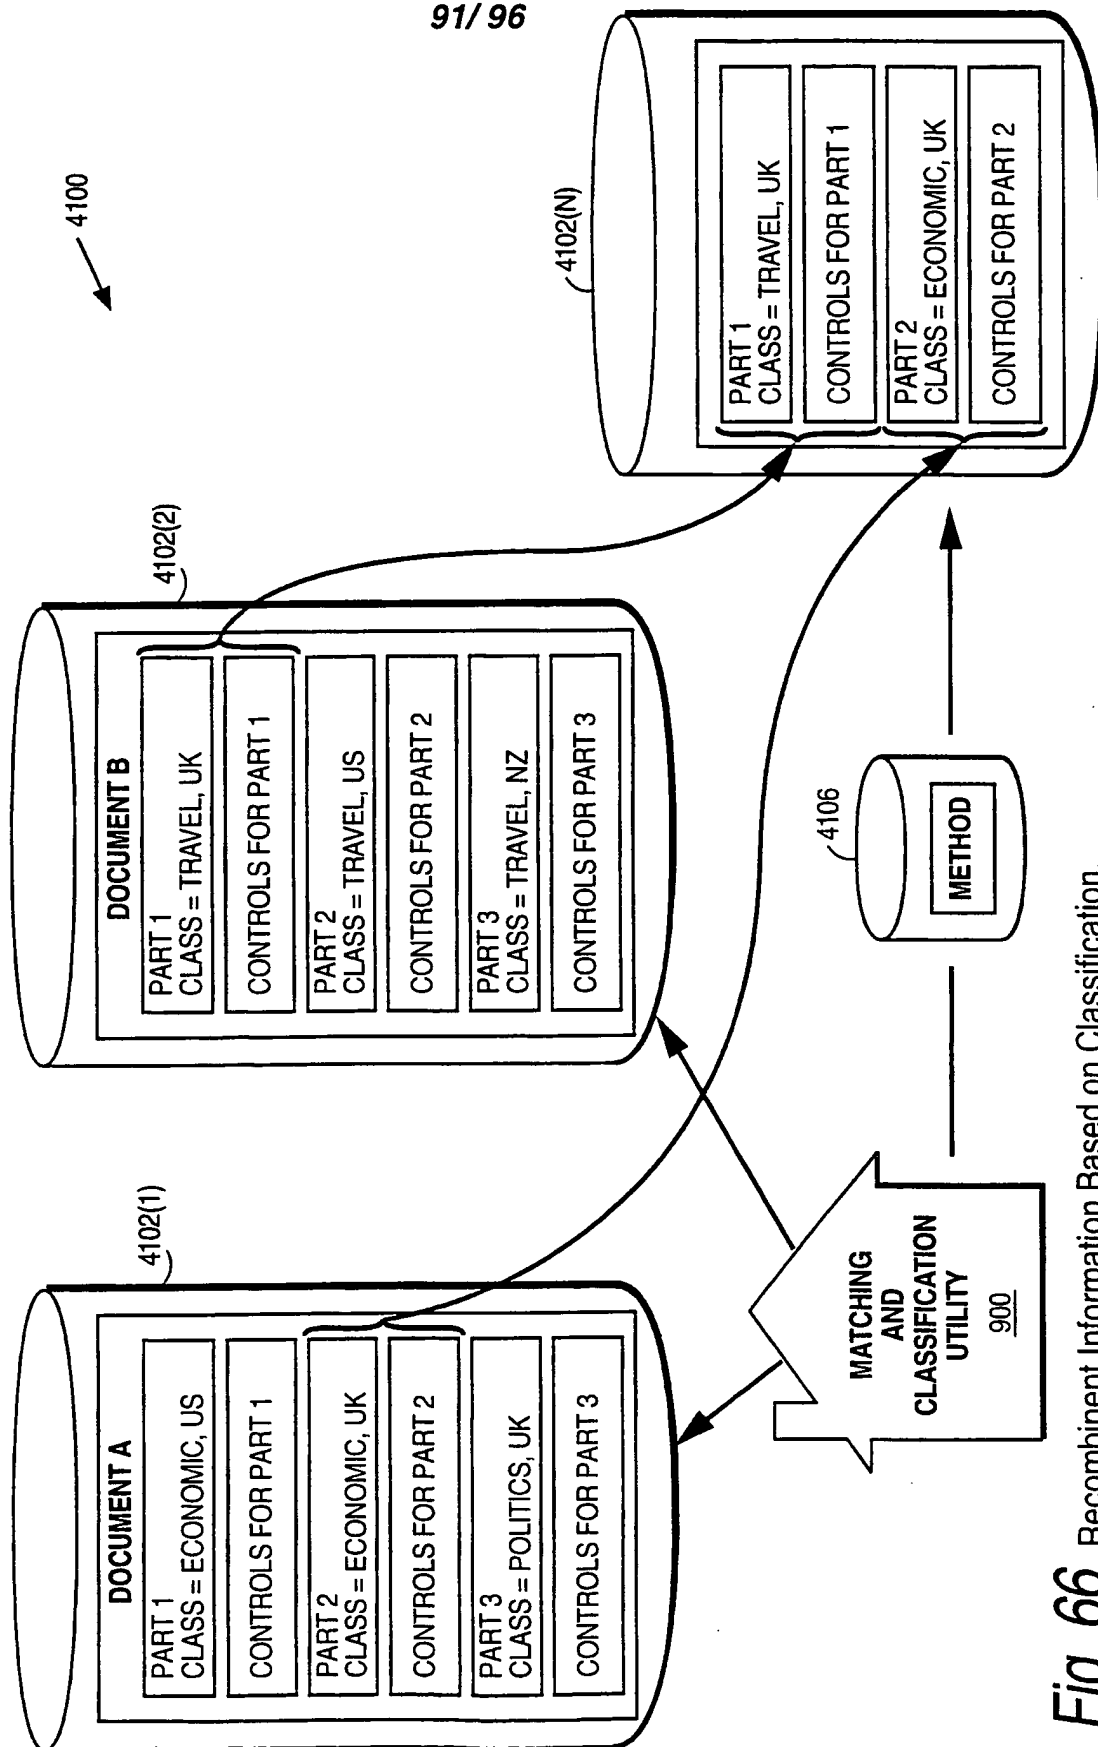 91/96
4100
4102(1)
DOCUMENT A
PART 1
CLASS = ECONOMIC, US
CONTROLS FOR PART 1
PART 2
CLASS = ECONOMIC, UK
CONTROLS FOR PART 2
PART 3
CLASS = POLITICS, UK
CONTROLS FOR PART 3
4102(2)
DOCUMENT B
PART 1
CLASS = TRAVEL, UK
CONTROLS FOR PART 1
PART 2
CLASS = TRAVEL, US
CONTROLS FOR PART 2
PART 3
CLASS = TRAVEL, NZ
CONTROLS FOR PART 3
4102(N)
PART 1
CLASS = TRAVEL, UK
CONTROLS FOR PART 1
PART 2
CLASS = ECONOMIC, UK
CONTROLS FOR PART 2
MATCHING
AND
CLASSIFICATION
UTILITY
900
4106
METHOD
Fig. 66 Recombinent Information Based on Classification